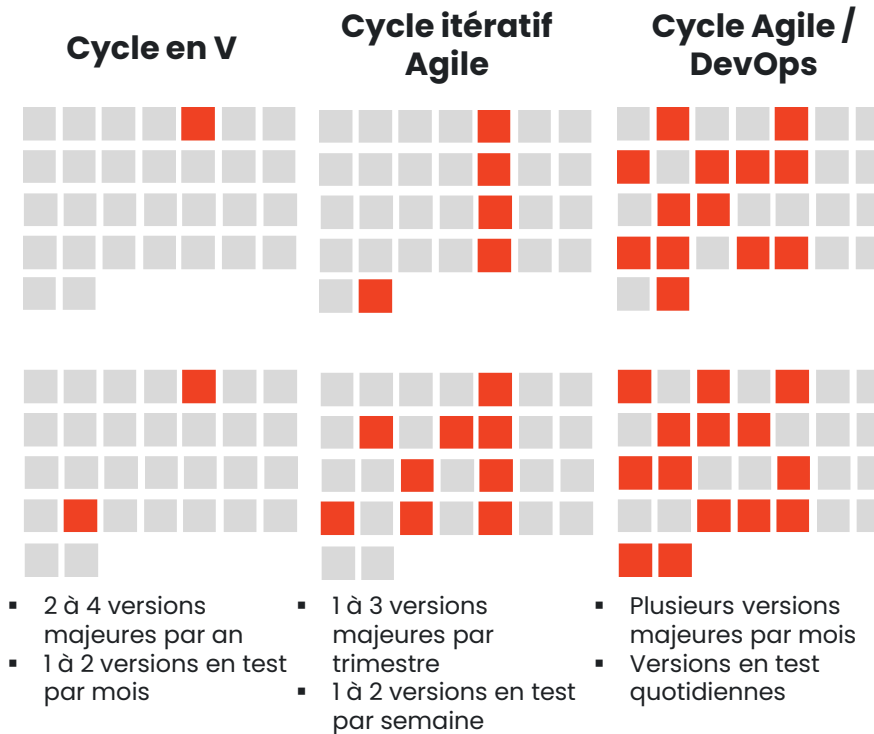 Cycle en V
Cycle itératif
Agile
Cycle Agile /
DevOps
▪ 2 à 4 versions
majeures par an
▪ 1 à 2 versions en test
par mois
▪ 1 à 3 versions
majeures par
trimestre
▪ 1 à 2 versions en test
par semaine
▪ Plusieurs versions
majeures par mois
▪ Versions en test
quotidiennes